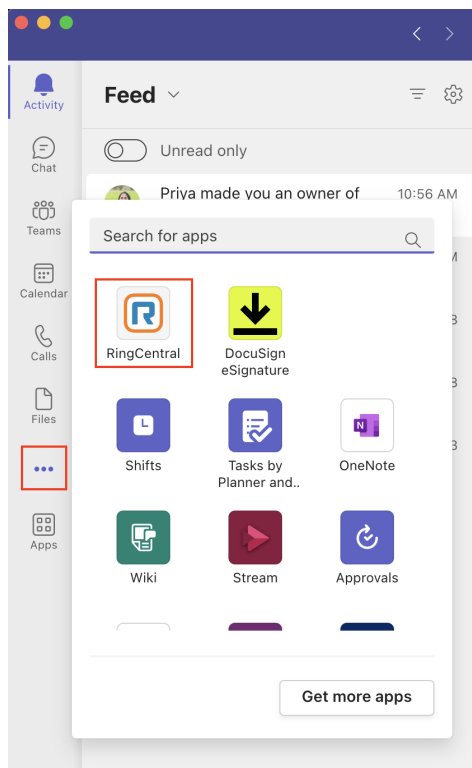 Feed
Activity
Unread only
Chat
Priya made you an owner of
10:56 AM
Teams
Search for apps
Calendar
RingCentral
DocuSign
eSignature
Calls
Files
Shifts
Tasks by
Planner and..
OneNote
Apps
Wiki
Stream
Approvals
Get more apps